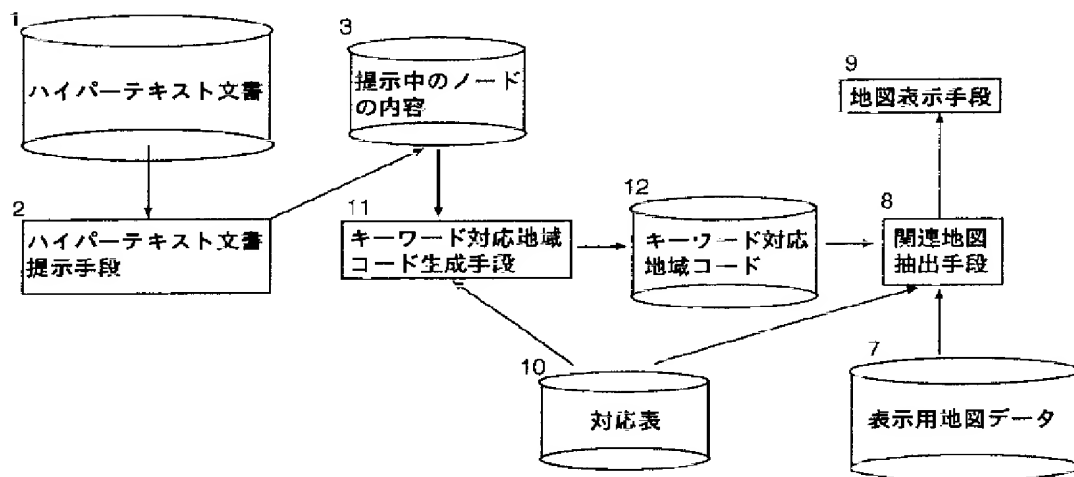 1
ハイパーテキスト文書
2
ハイパーテキスト文書
提示手段
3
提示中のノード
の内容
11
キーワード対応地域
コード生成手段
12
キーワード対応
地域コード
9
地図表示手段
8
関連地図
抽出手段
10
対応表
7
表示用地図データ